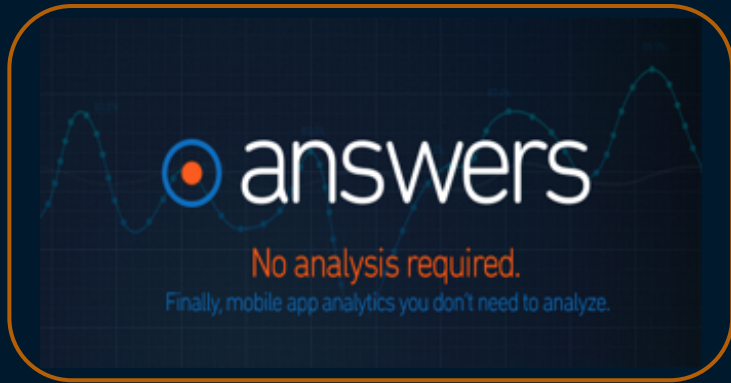 answers
No analysis required.
Finally, mobile app analytics you don't need to analyze.